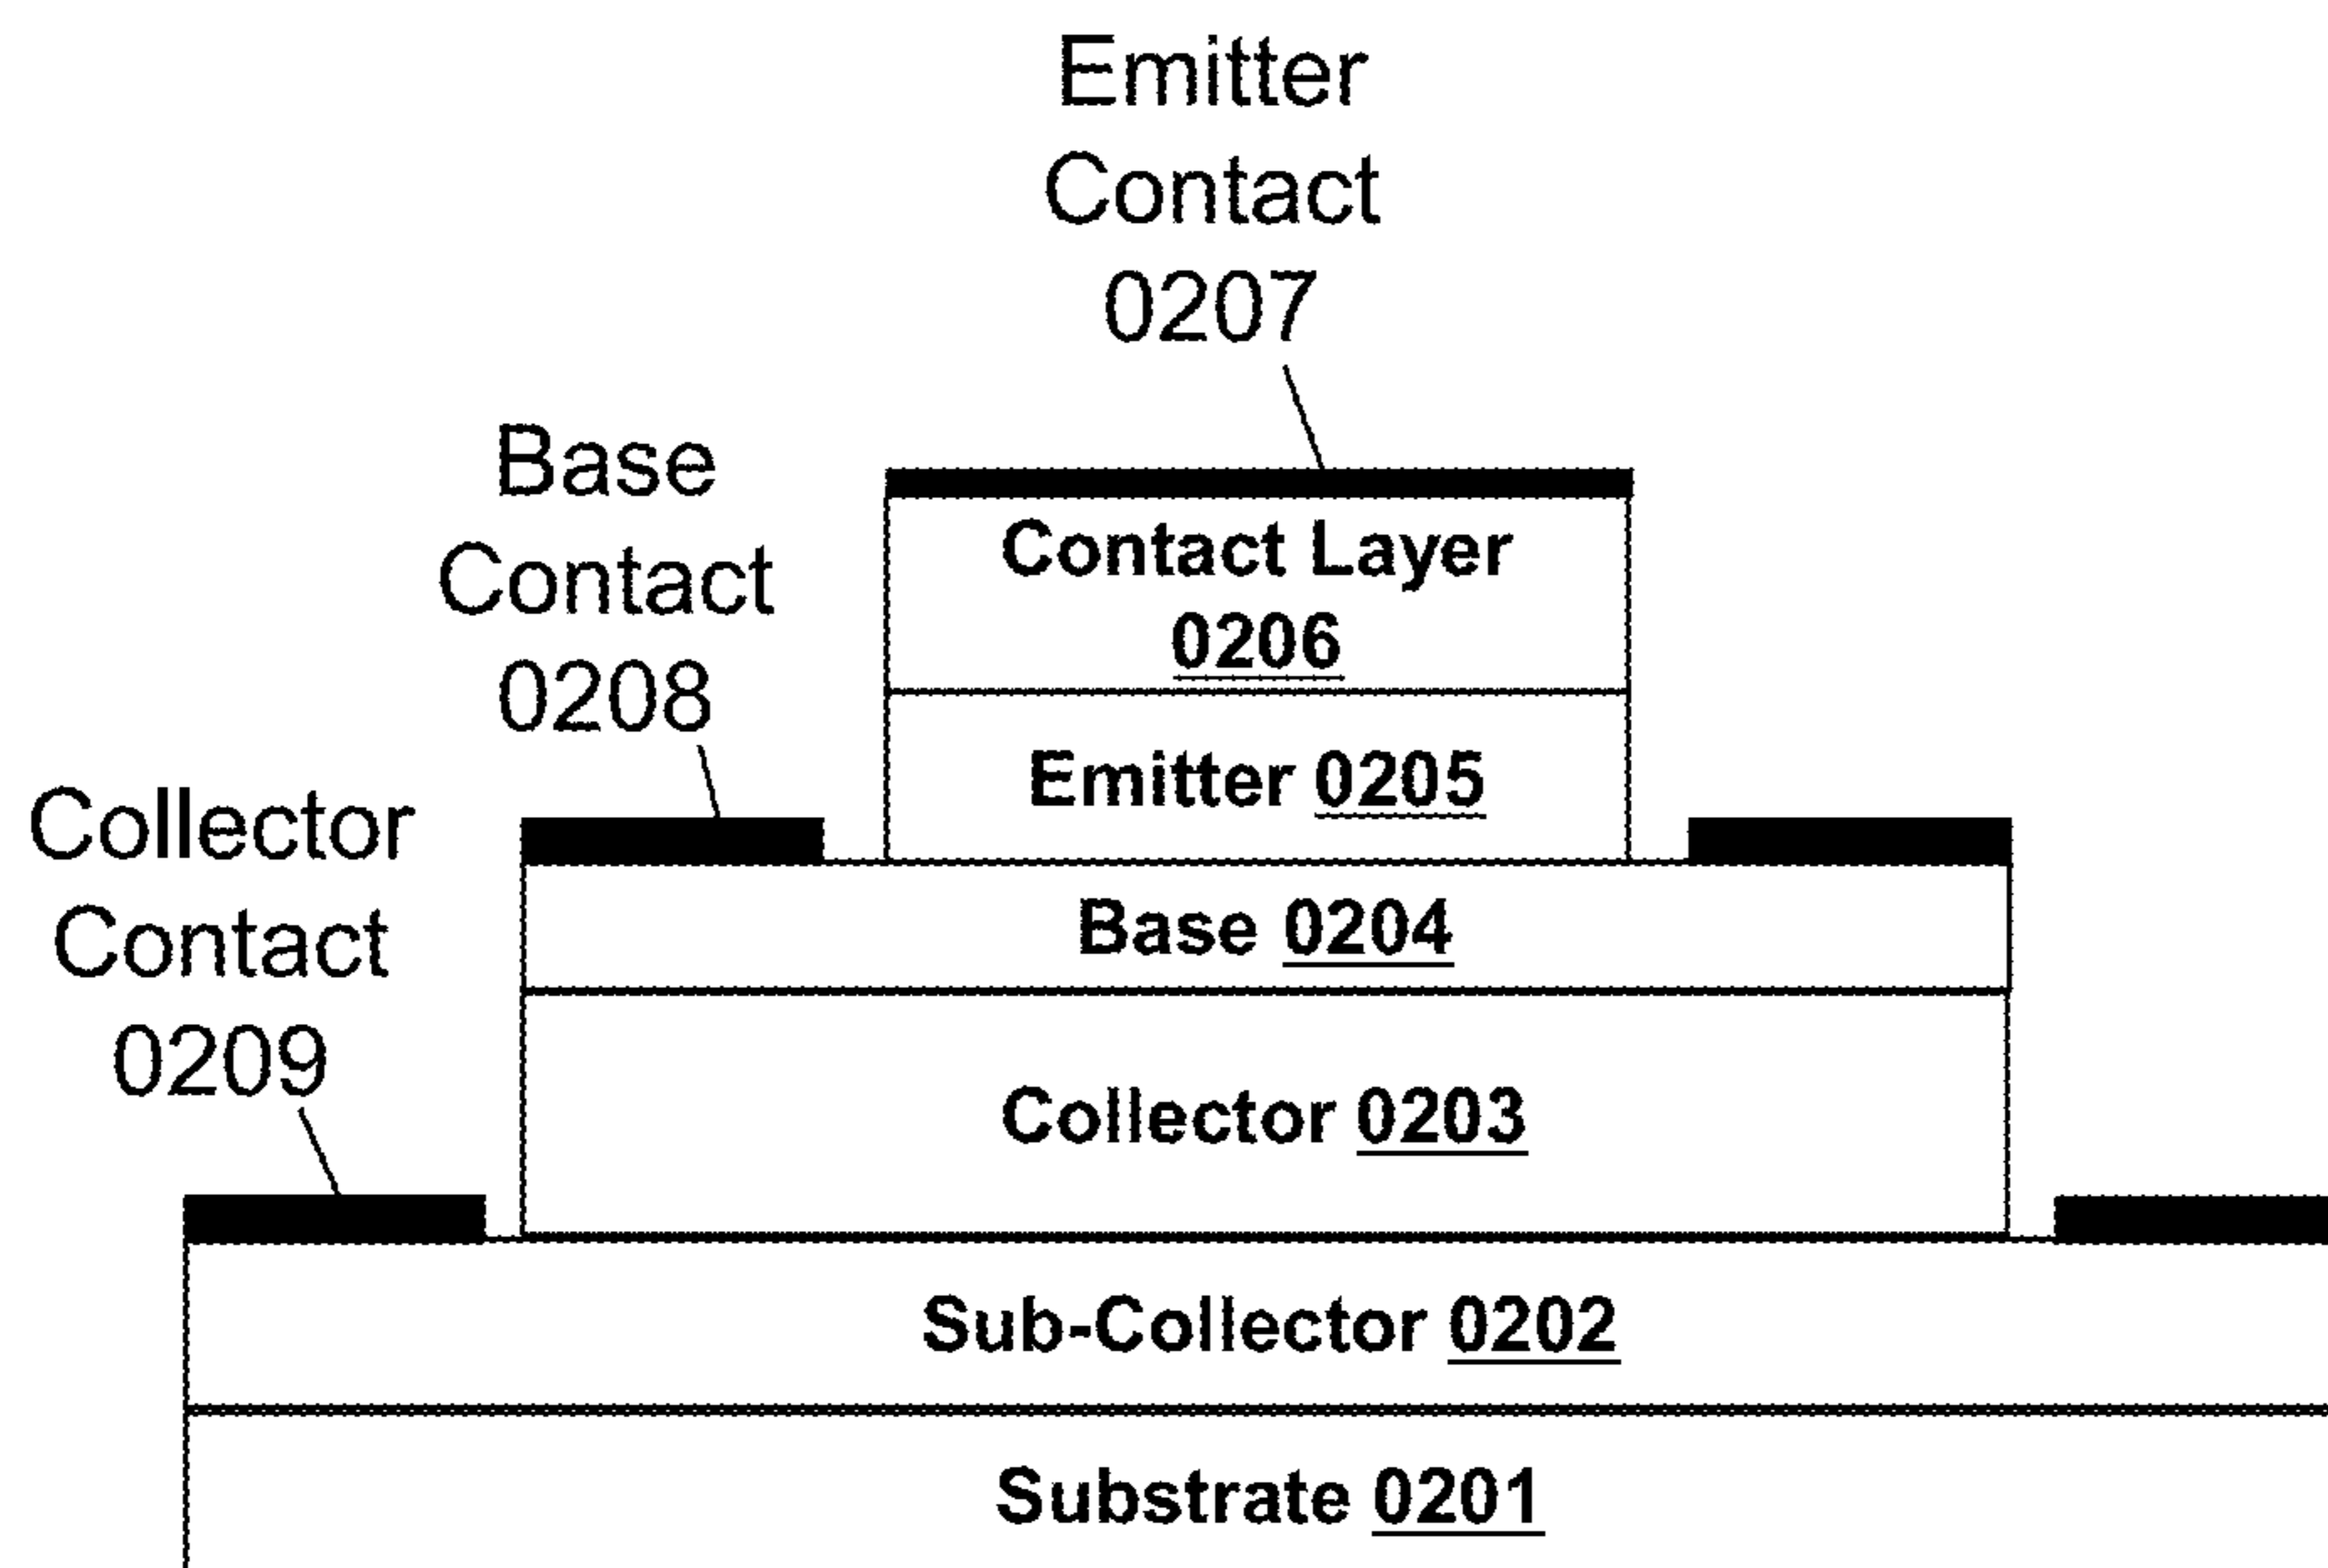 Emitter
Contact
0207
Base
Contact
0208
Contact Layer
0206
Emitter 0205
Collector
Contact
0209
Base 0204
Collector 0203
Sub-Collector 0202
Substrate 0201